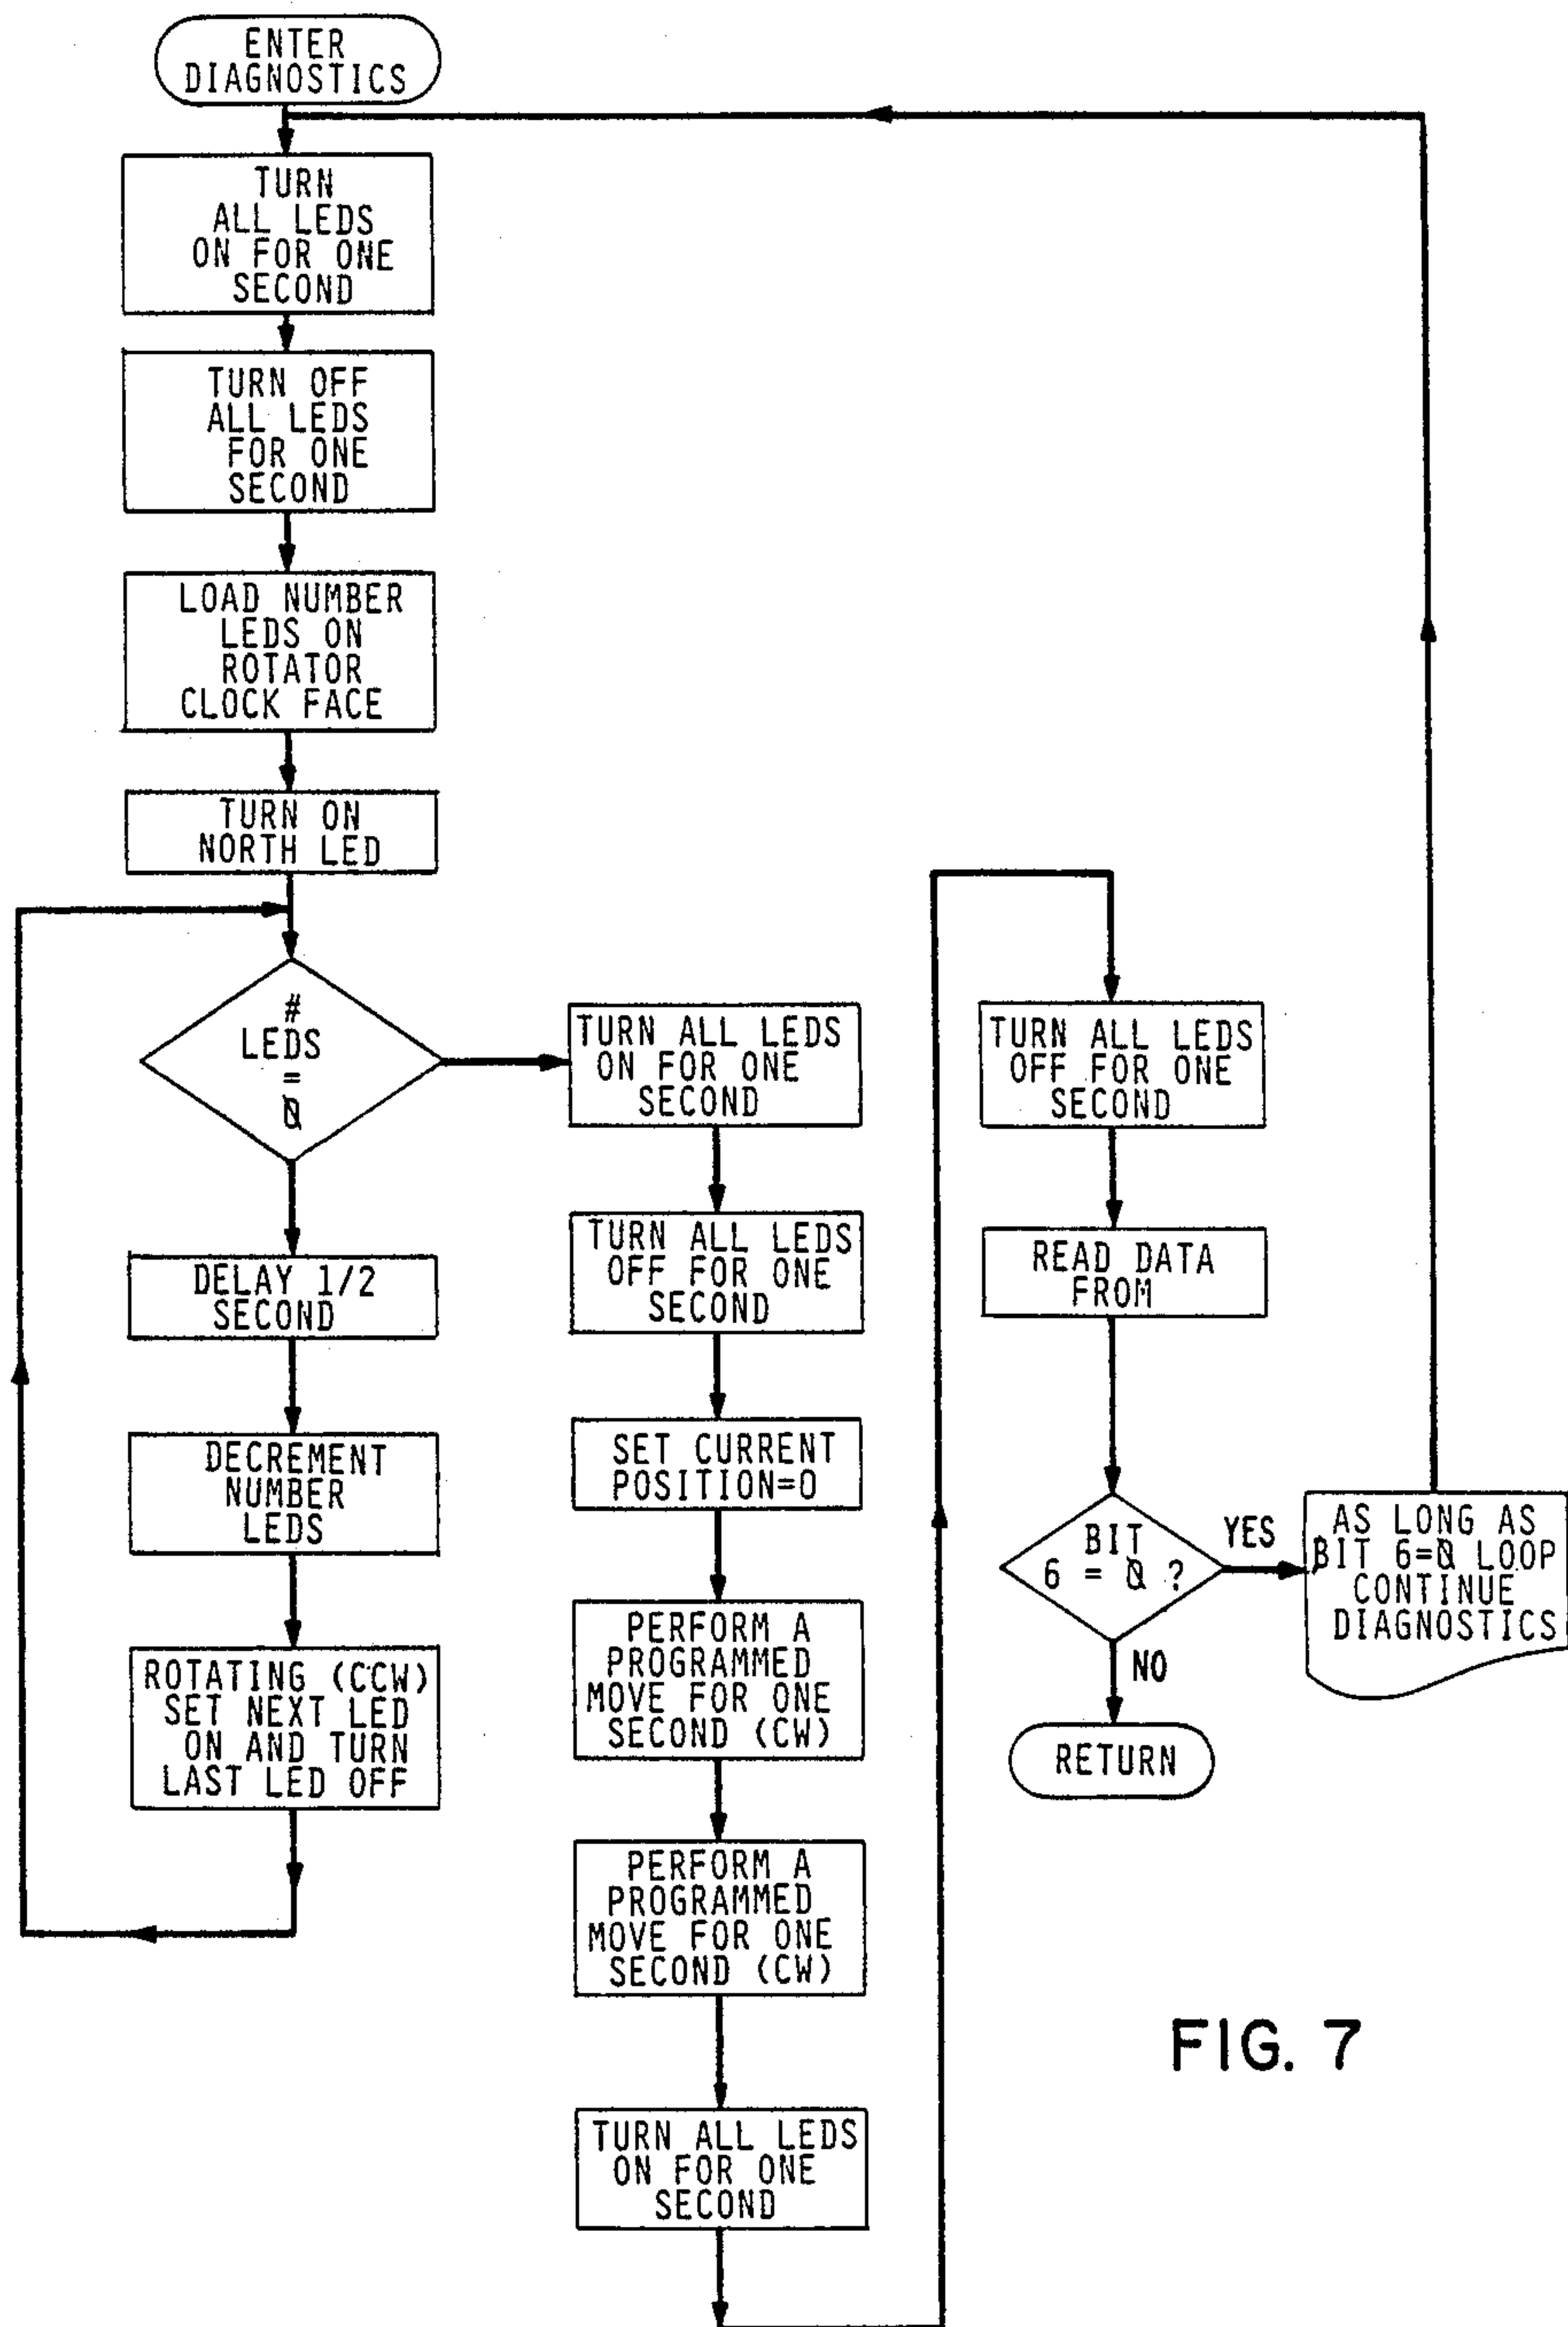 ENTER
DIAGNOSTICS
TURN
ALL LEDS
ON FOR ONE
SECOND
TURN OFF
ALL LEDS
FOR ONE
SECOND
LOAD NUMBER
LEDS ON
ROTATOR
CLOCK FACE
TURN ON
NORTH LED
#
LEDS
=
0
DELAY 1/2
SECOND
DECREMENT
NUMBER
LEDS
ROTATING (CCW)
SET NEXT LED
ON AND TURN
LAST LED OFF
TURN ALL LEDS
ON FOR ONE
SECOND
TURN ALL LEDS
OFF FOR ONE
SECOND
SET CURRENT
POSITION=0
PERFORM A
PROGRAMMED
MOVE FOR ONE
SECOND (CW)
PERFORM A
PROGRAMMED
MOVE FOR ONE
SECOND (CW)
TURN ALL LEDS
ON FOR ONE
SECOND
TURN ALL LEDS
OFF FOR ONE
SECOND
READ DATA
FROM
BIT
6 = 0 ?
YES
NO
AS LONG AS
BIT 6=0 LOOP
CONTINUE
DIAGNOSTICS
RETURN
FIG. 7